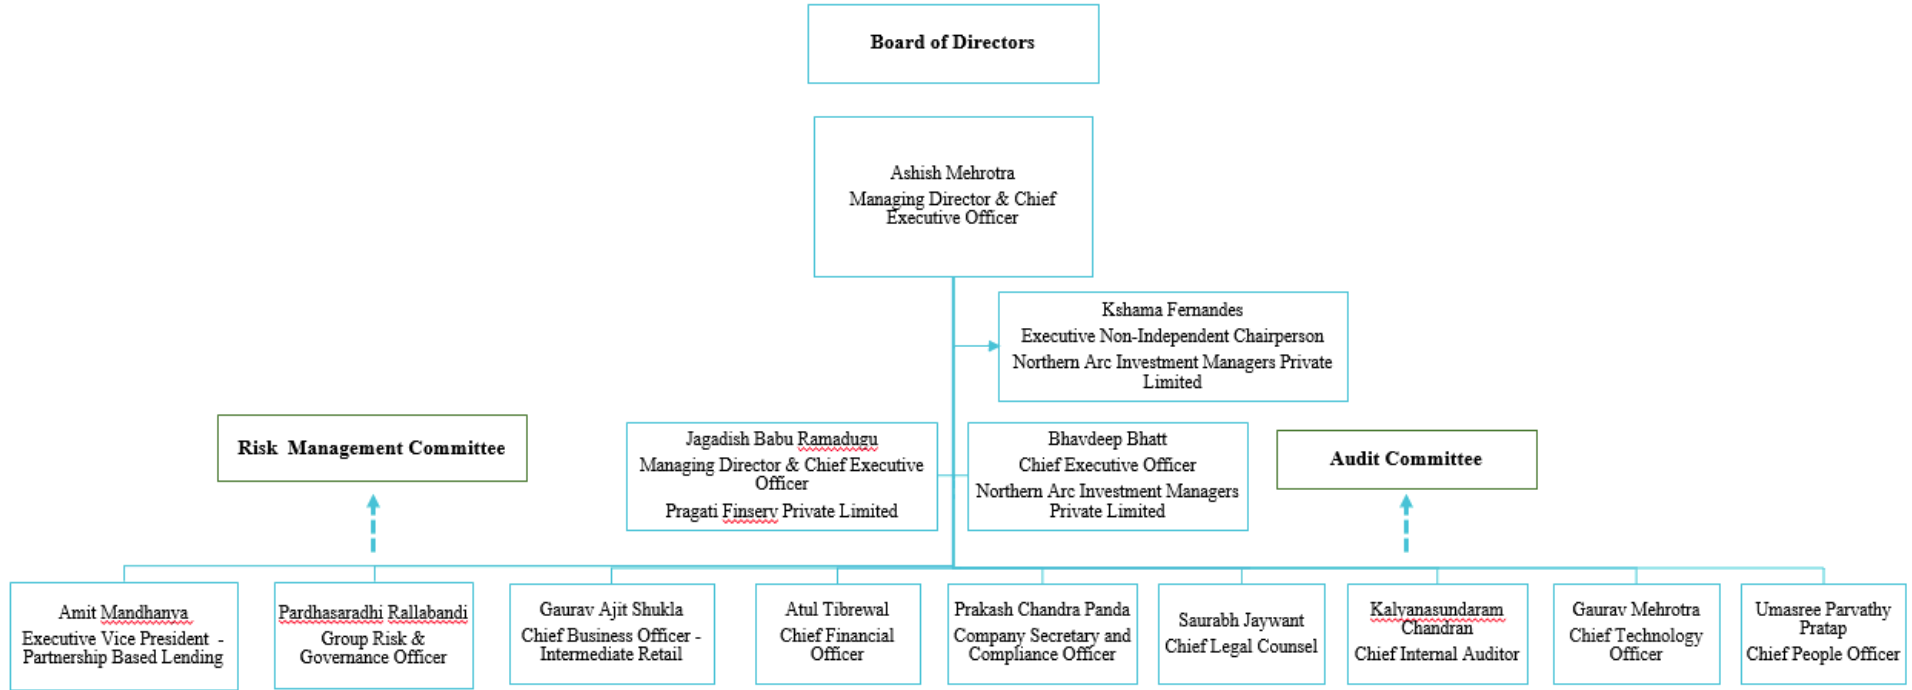 Board of Directors
Ashish Mehrotra
Managing Director & Chief
Executive Officer
Kshama Fernandes
Executive Non-Independent Chairperson
Northern Arc Investment Managers Private
Limited
Risk Management Committee
Jagadish Babu Ramadugu
Managing Director & Chief Executive
Officer
Pragati Finserv Private Limited
Bhavdeep Bhatt
Chief Executive Officer
Northern Arc Investment Managers
Private Limited
Audit Committee
Amit Mandhanya
Executive Vice President -
Partnership Based Lending
Pardhasaradhi Rallabandi
Group Risk &
Governance Officer
Gaurav Ajit Shukla
Chief Business Officer -
Intermediate Retail
Atul Tibrewal
Chief Financial
Officer
Prakash Chandra Panda
Company Secretary and
Compliance Officer
Saurabh Jaywant
Chief Legal Counsel
Kalyanasundaram
Chandran
Chief Internal Auditor
Gaurav Mehrotra
Chief Technology
Officer
Umasree Parvathy
Pratap
Chief People Officer